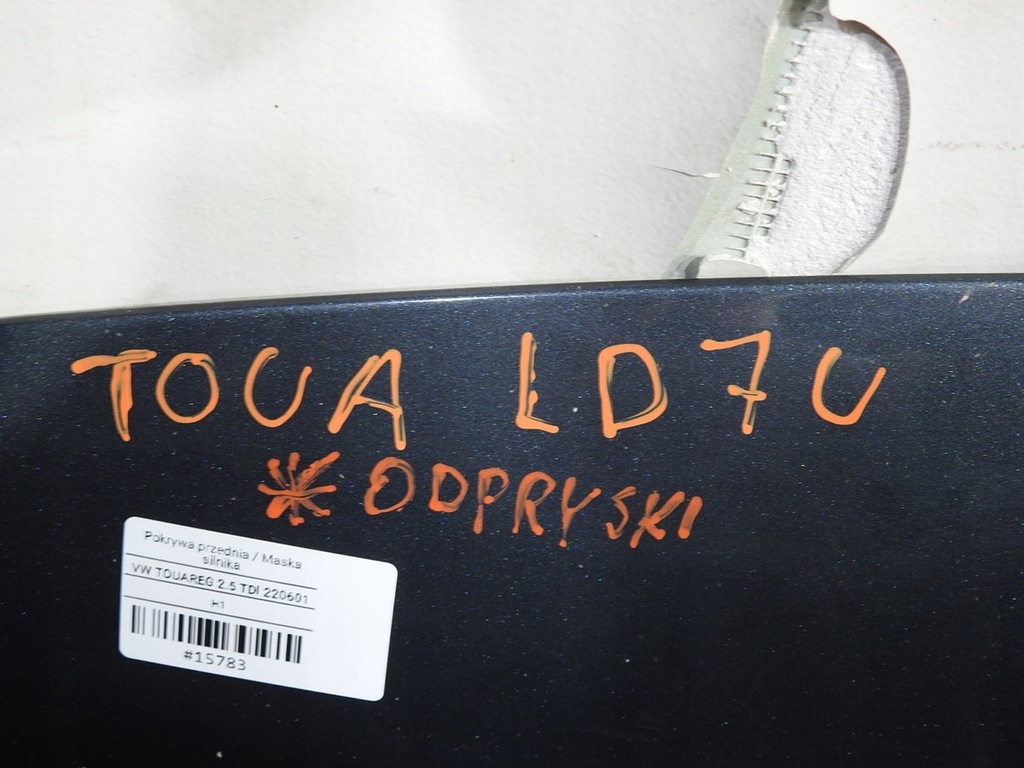 TOUA LD7U
* ODPRYSKI
Pokrywa przednia / Maska
silnika
VW TOUAREG 2.5 TDI 220601
H1
#15783